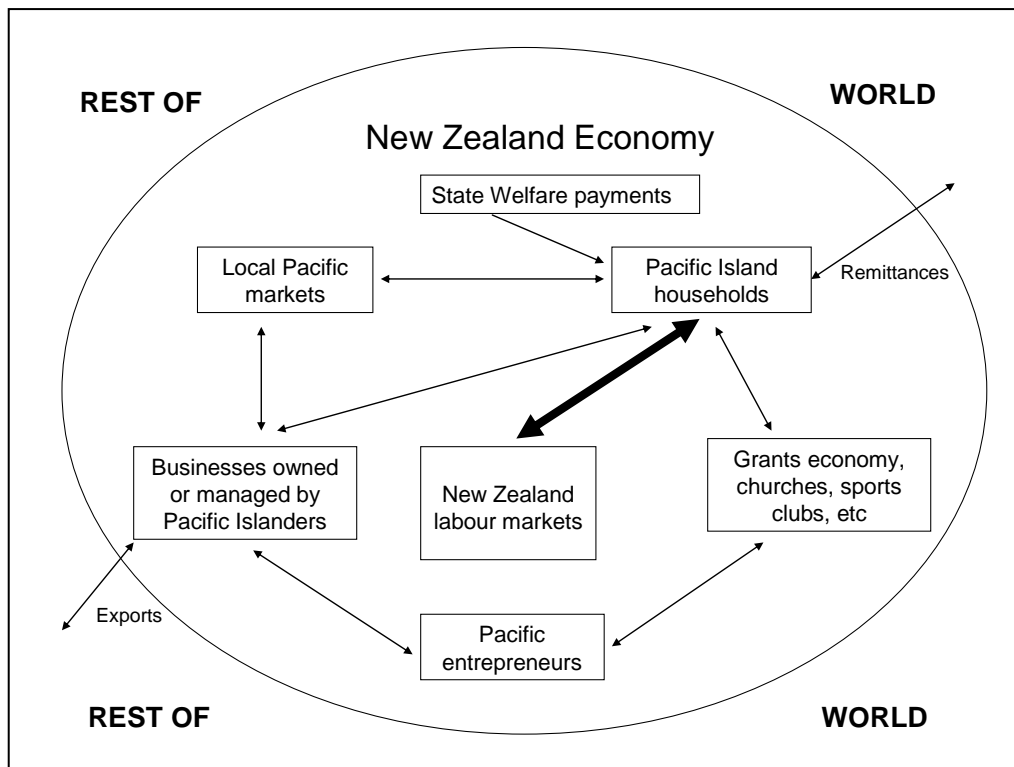 REST OF
WORLD
New Zealand Economy
State Welfare payments
Local Pacific
markets
Pacific Island
households
Remittances
Businesses owned
or managed by
Pacific Islanders
New Zealand
labour markets
Grants economy,
churches, sports
clubs, etc
Exports
Pacific
entrepreneurs
REST OF
WORLD